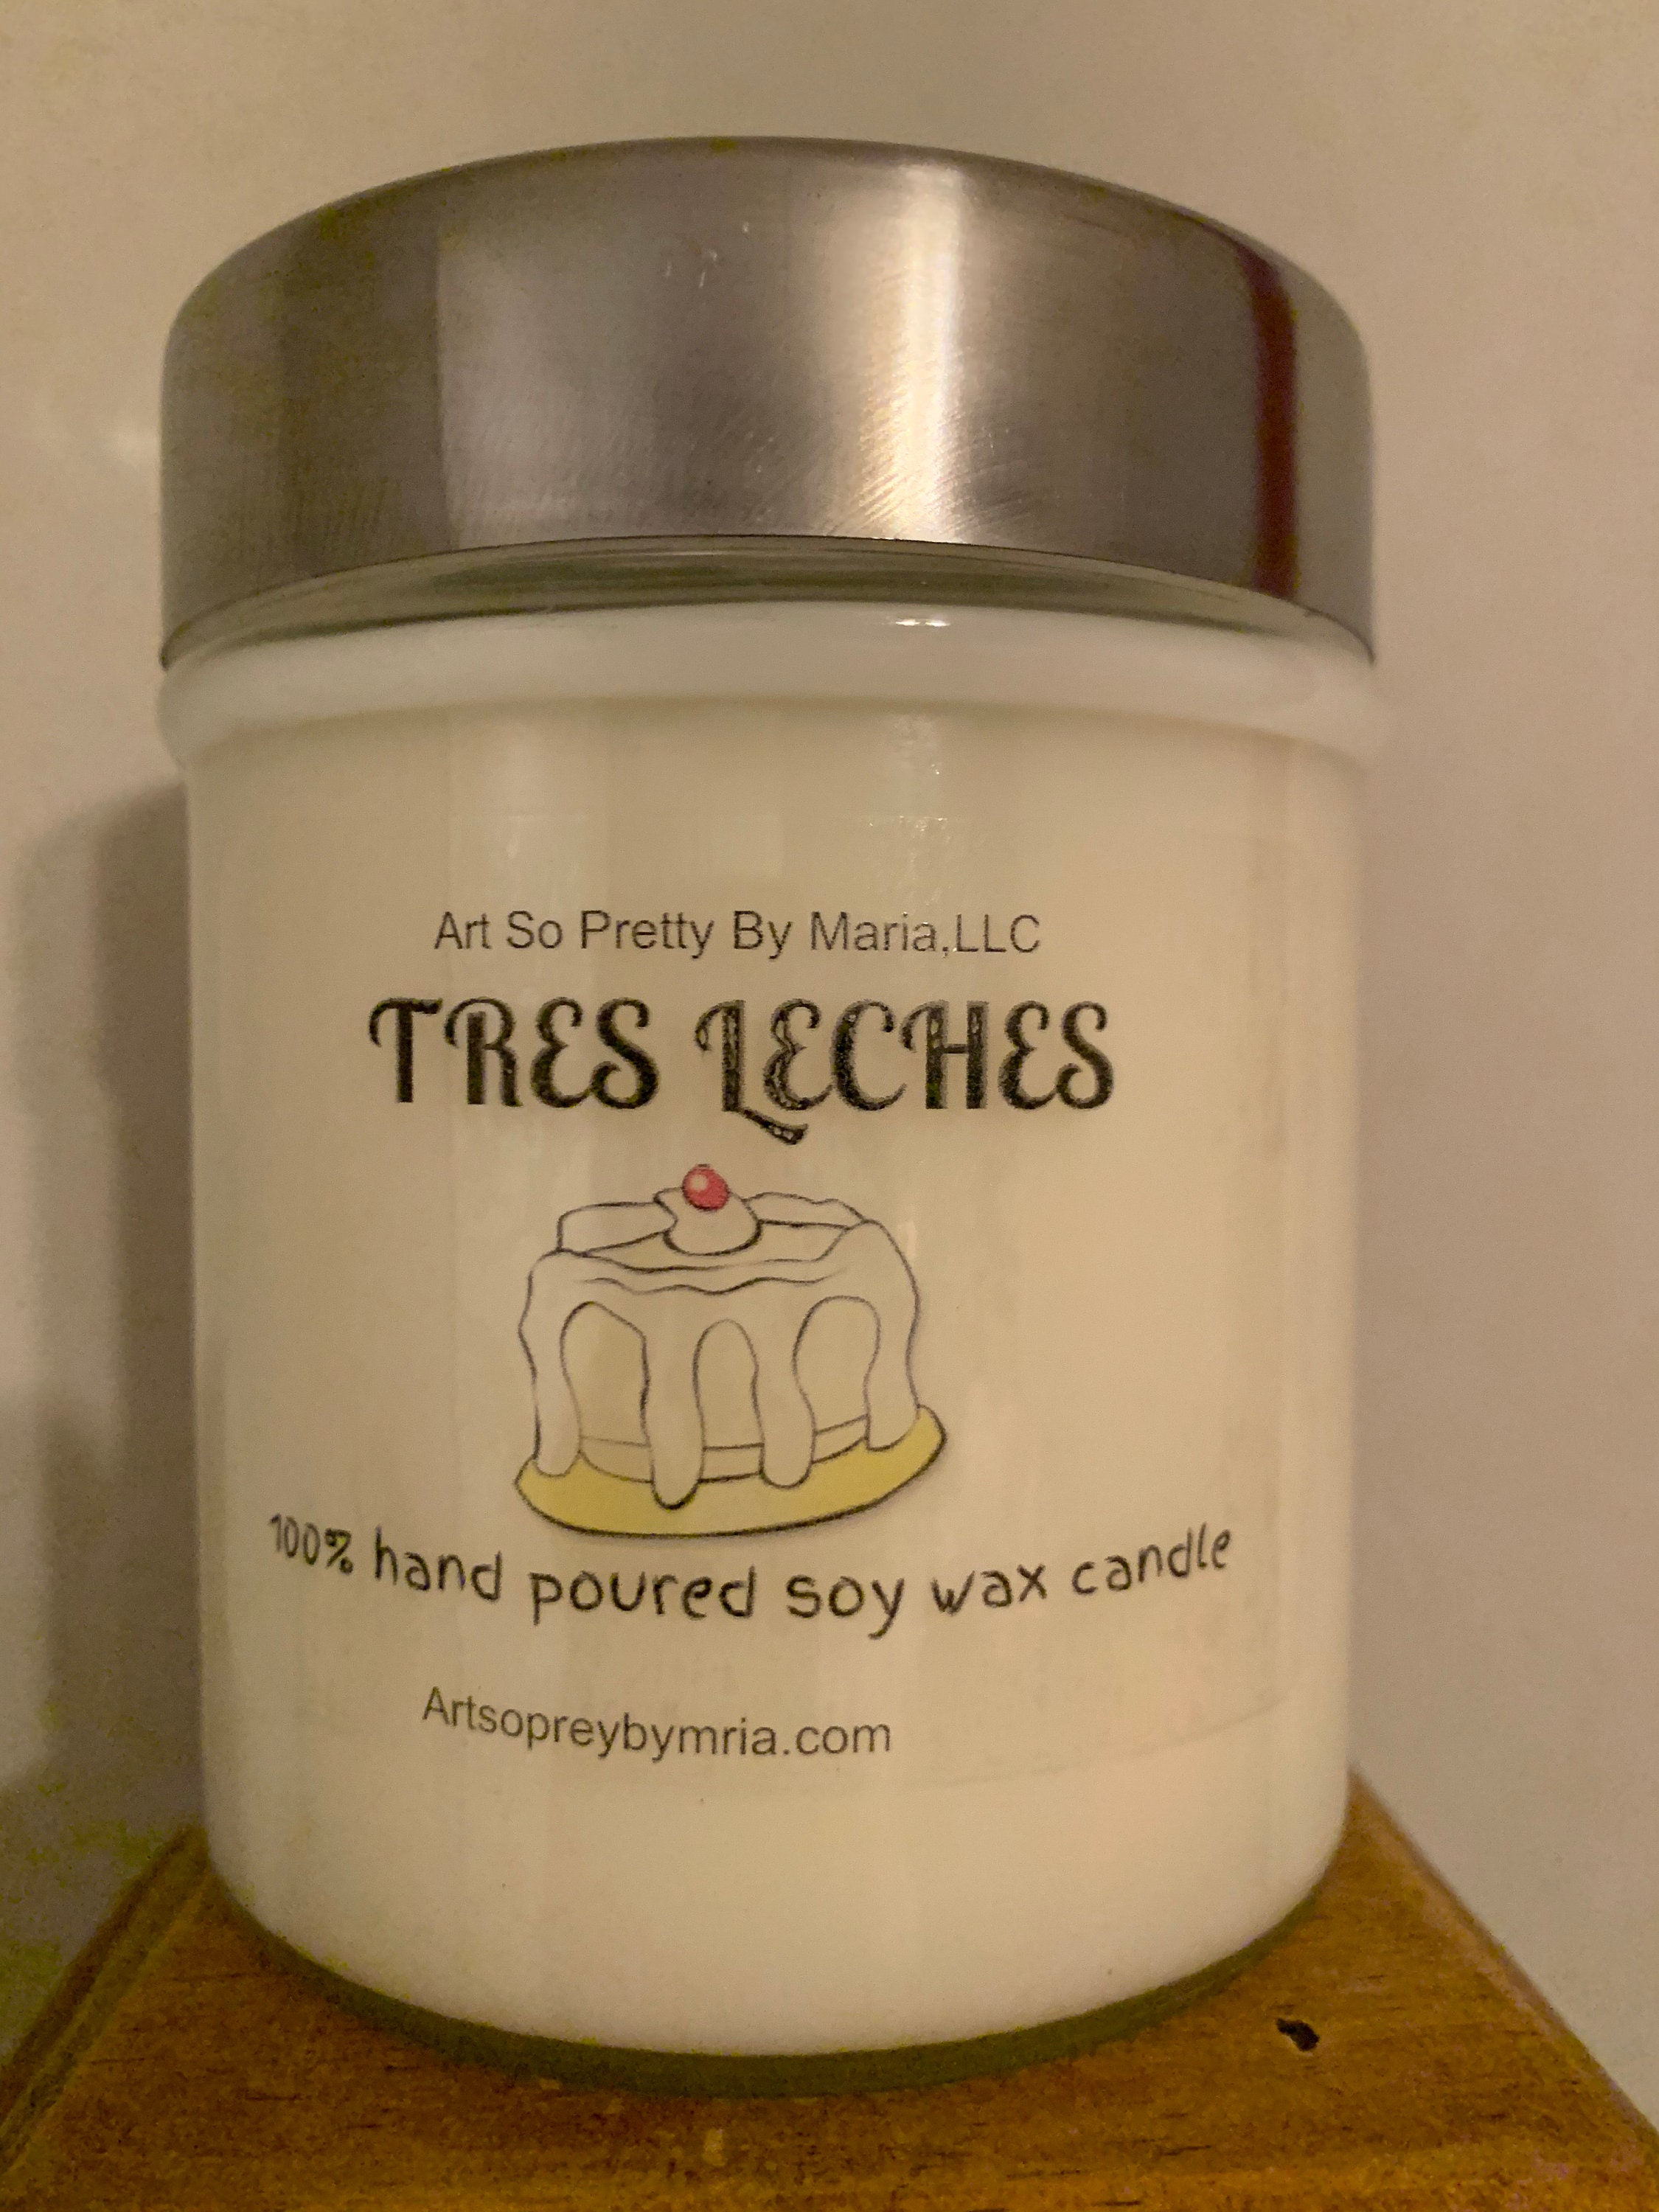 Art So Pretty By Maria,LLC
TRES LECHES
100% hand poured soy wax candle
Artsopreybymria.com